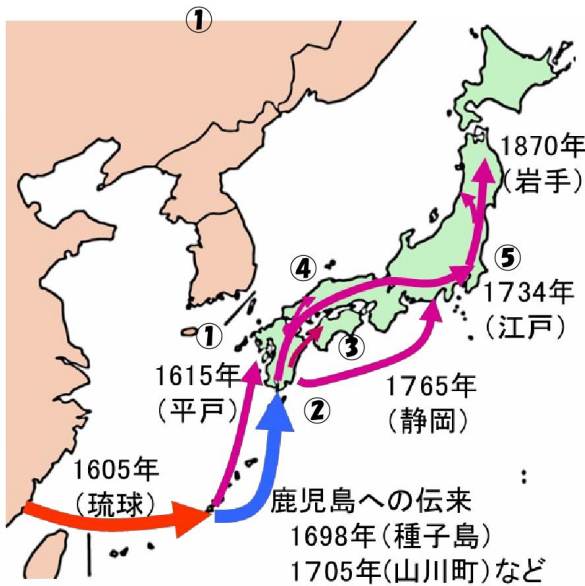 ①
1870年
(岩手)
④
⑤
1734年
(江戸)
①
③
1615年
(平戸)
②
1765年
(静岡)
1605年
(琉球)
鹿児島への伝来
1698年(種子島)
1705年(山川町)など